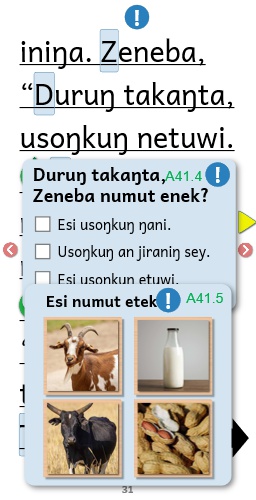 iniŋa. Zeneba,
“Duruŋ takaŋta,
usoŋkuŋ netuwi.
Duruŋ takaŋta, A41.4
Zeneba numut enek?
Esi usoŋkuŋ ŋani.
Usoŋkuŋ an jiraniŋ sey.
Esi usoŋkuŋ etuwi.
Esi numut etek A41.5
31